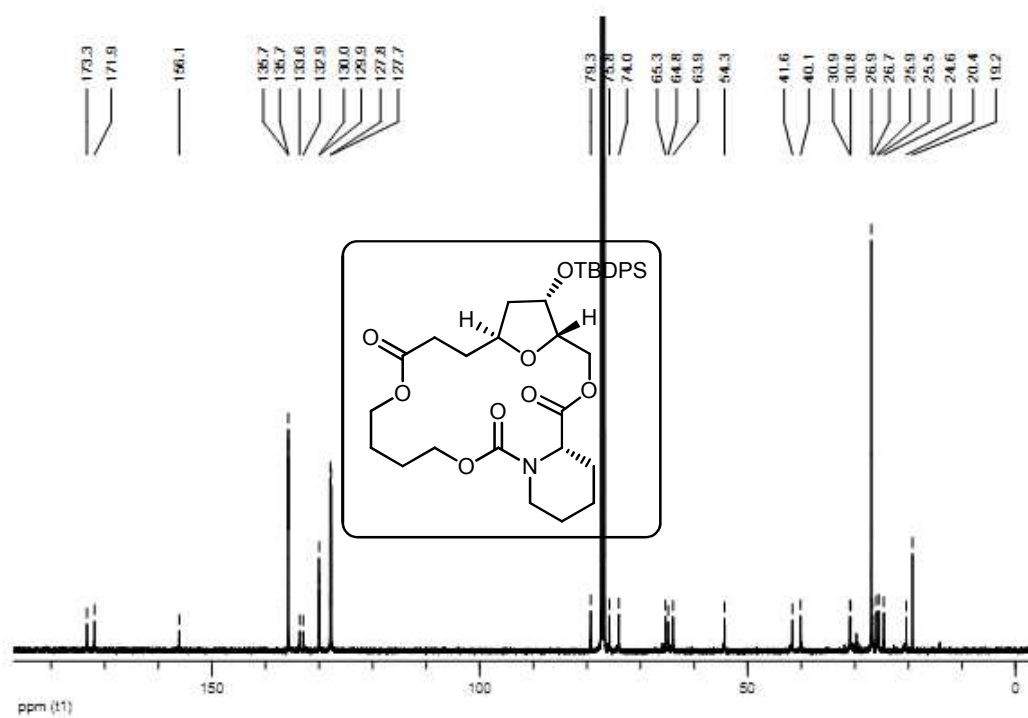 173.3
171.9
156.1
135.7
135.7
133.6
132.9
130.0
129.9
127.8
127.7
79.3
75.8
74.0
65.3
64.8
63.9
54.3
41.6
40.1
30.9
30.8
26.9
26.7
25.9
25.5
24.6
20.4
19.2
OTBDPS
H
H
O
O
O
O
O
O
O
N
150
100
50
0
ppm (t1)